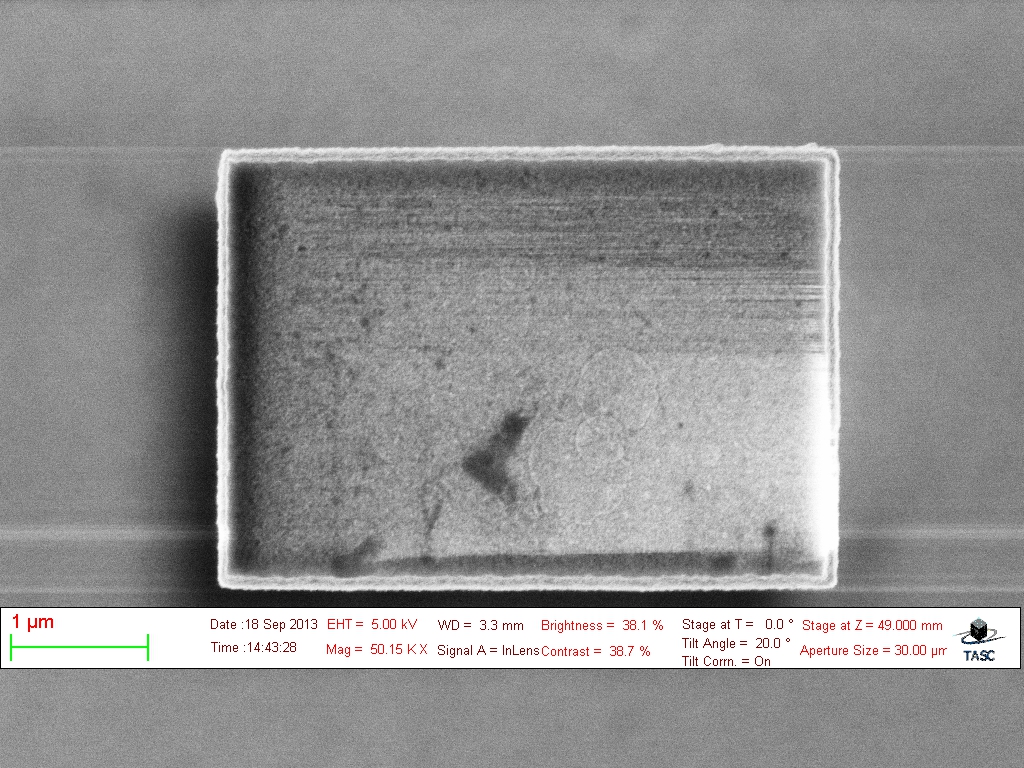 1 µm
Date :18 Sep 2013 EHT = 5.00 kV WD = 3.3 mm Brightness = 38.1 % Stage at T = 0.0 ° Stage at Z = 49.000 mm
Time :14:43:28 Mag = 50.15 K X Signal A = InLens Contrast = 38.7 % Tilt Angle = 20.0 ° Aperture Size = 30.00 µm
Tilt Corrn. = On
TASC